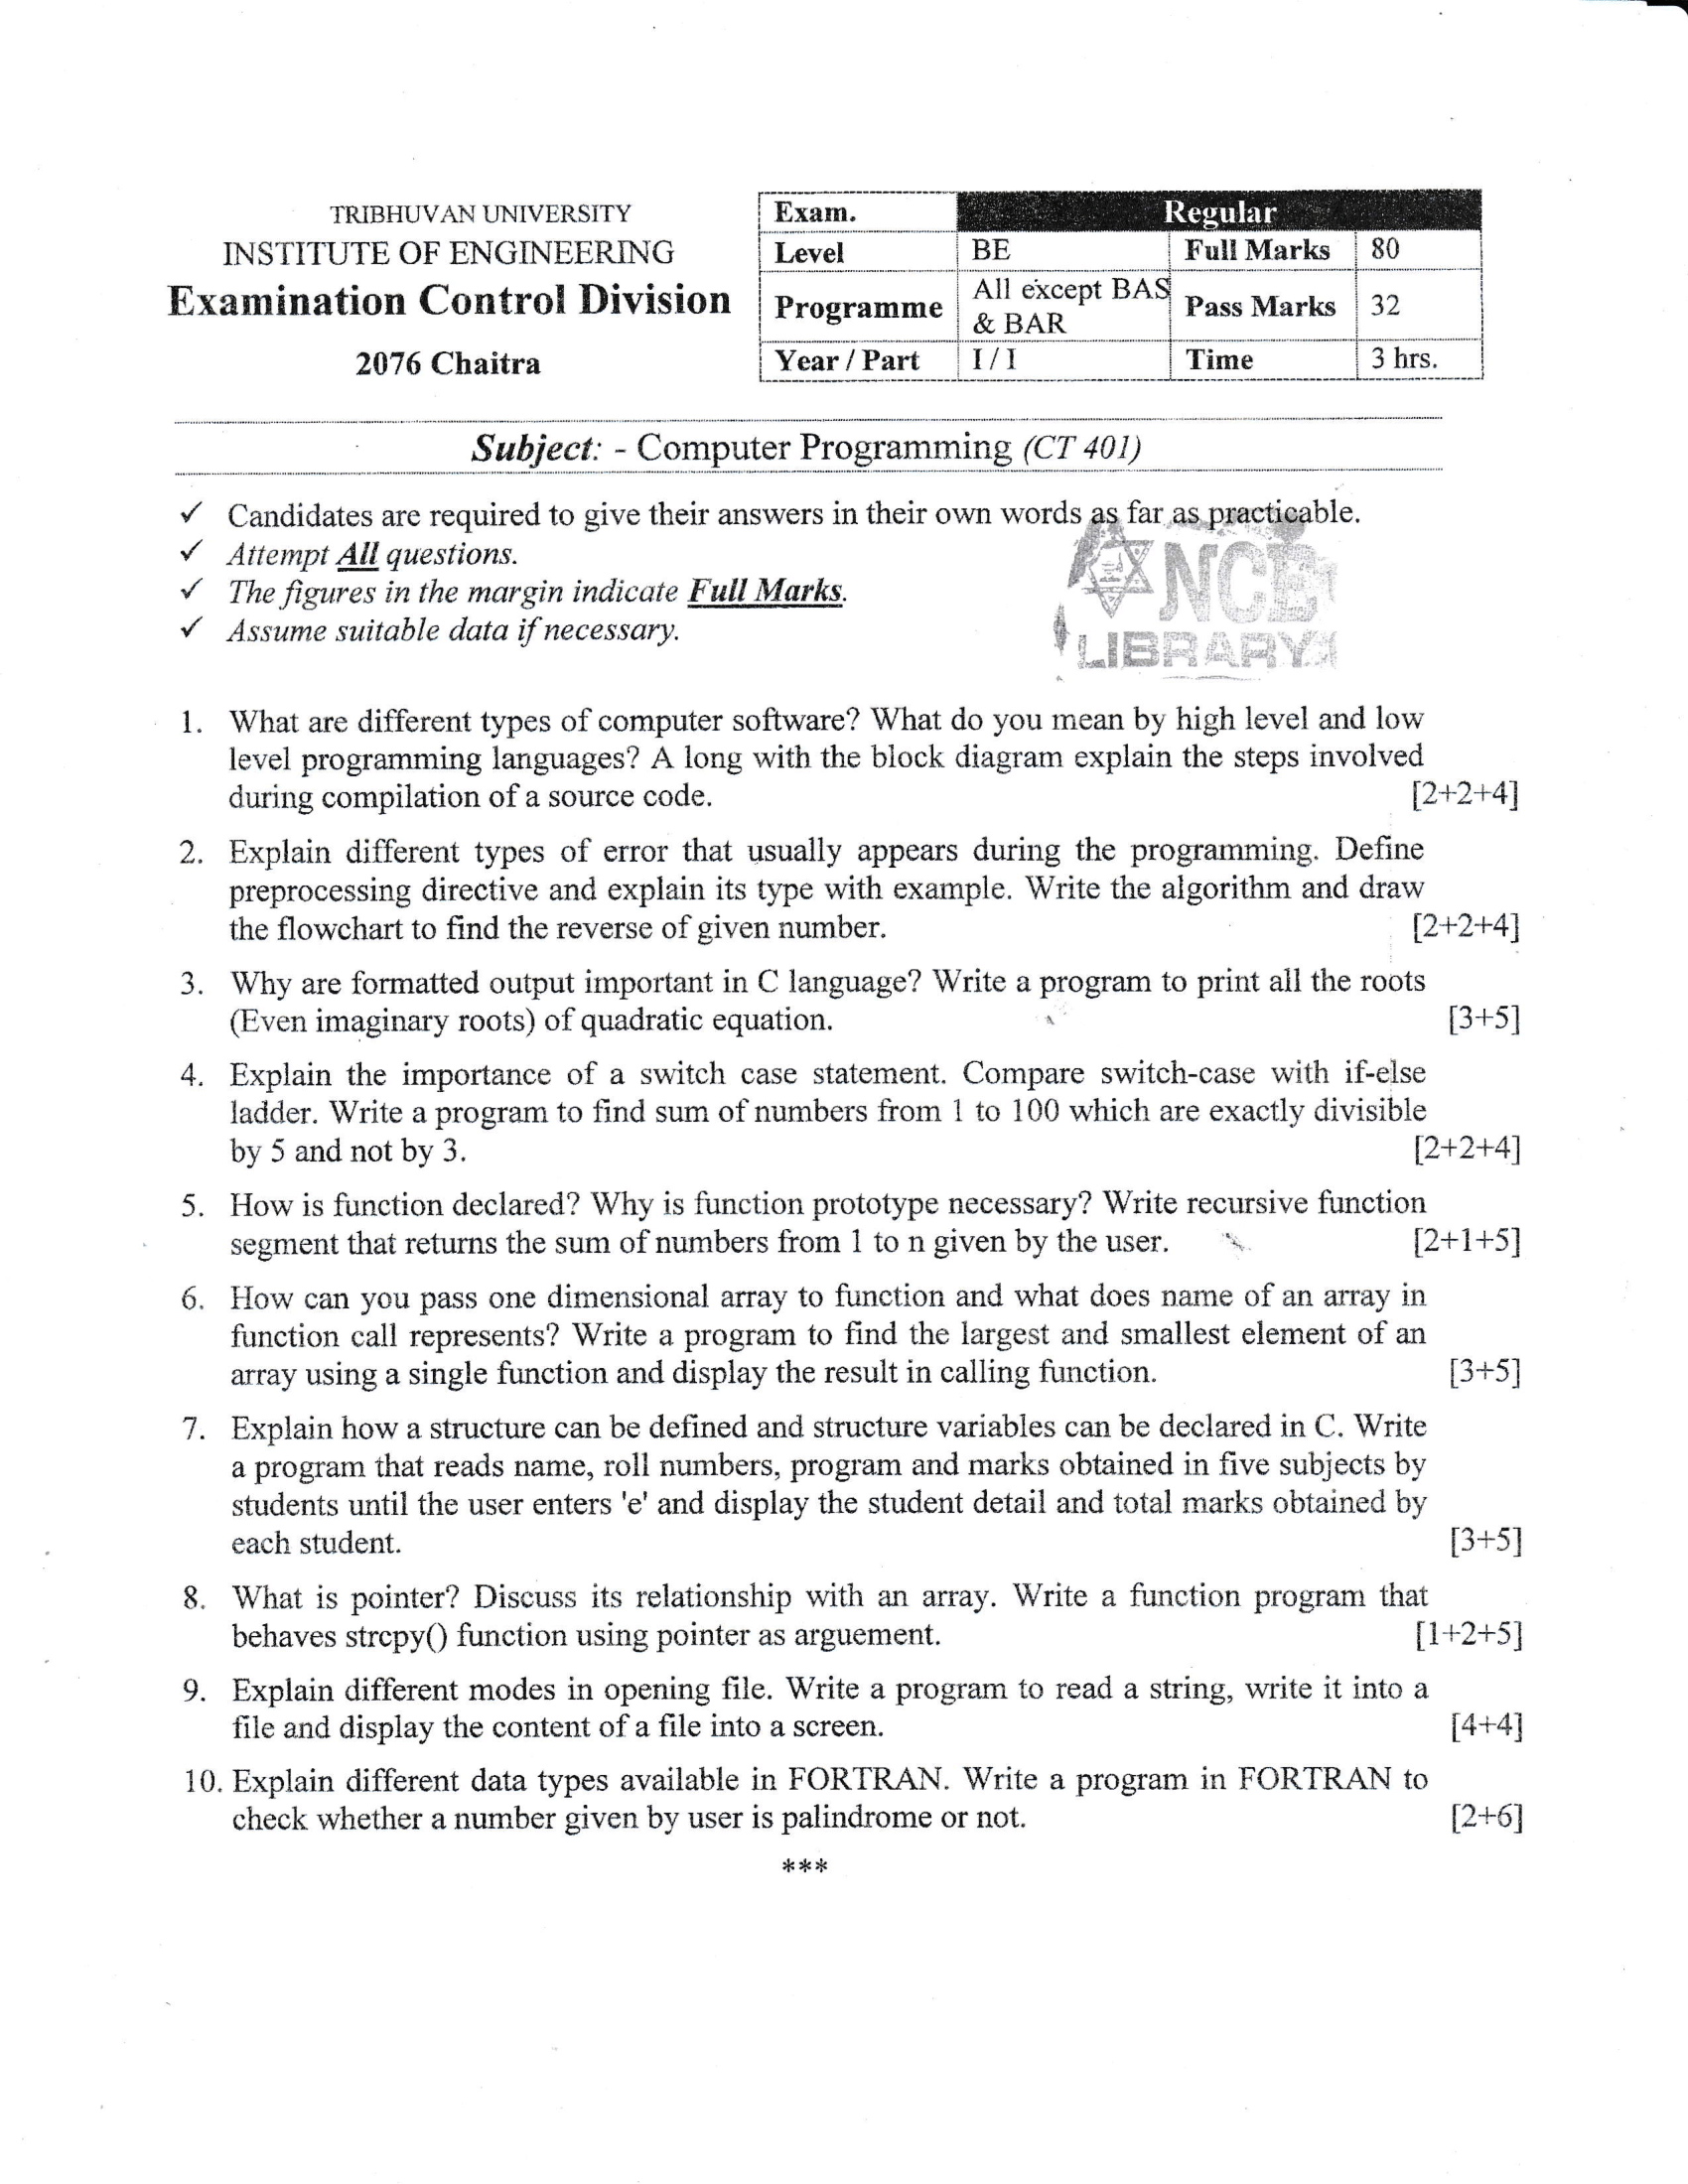 TRIBHUVAN UNIVERSITY
INSTITUTE OF ENGINEERING
Examination Control Division
2076 Chaitra
Exam. Regular
Level BE Full Marks 80
Programme All except BAS & BAR Pass Marks 32
Year / Part I / I Time 3 hrs.
Subject: - Computer Programming (CT 401)
✓ Candidates are required to give their answers in their own words as far as practicable.
✓ Attempt All questions.
✓ The figures in the margin indicate Full Marks.
✓ Assume suitable data if necessary.
NCE
LIBRARY
1. What are different types of computer software? What do you mean by high level and low
level programming languages? A long with the block diagram explain the steps involved
during compilation of a source code. [2+2+4]
2. Explain different types of error that usually appears during the programming. Define
preprocessing directive and explain its type with example. Write the algorithm and draw
the flowchart to find the reverse of given number. [2+2+4]
3. Why are formatted output important in C language? Write a program to print all the roots
(Even imaginary roots) of quadratic equation. [3+5]
4. Explain the importance of a switch case statement. Compare switch-case with if-else
ladder. Write a program to find sum of numbers from 1 to 100 which are exactly divisible
by 5 and not by 3. [2+2+4]
5. How is function declared? Why is function prototype necessary? Write recursive function
segment that returns the sum of numbers from 1 to n given by the user. [2+1+5]
6. How can you pass one dimensional array to function and what does name of an array in
function call represents? Write a program to find the largest and smallest element of an
array using a single function and display the result in calling function. [3+5]
7. Explain how a structure can be defined and structure variables can be declared in C. Write
a program that reads name, roll numbers, program and marks obtained in five subjects by
students until the user enters 'e' and display the student detail and total marks obtained by
each student. [3+5]
8. What is pointer? Discuss its relationship with an array. Write a function program that
behaves strcpy() function using pointer as arguement. [1+2+5]
9. Explain different modes in opening file. Write a program to read a string, write it into a
file and display the content of a file into a screen. [4+4]
10. Explain different data types available in FORTRAN. Write a program in FORTRAN to
check whether a number given by user is palindrome or not. [2+6]
***